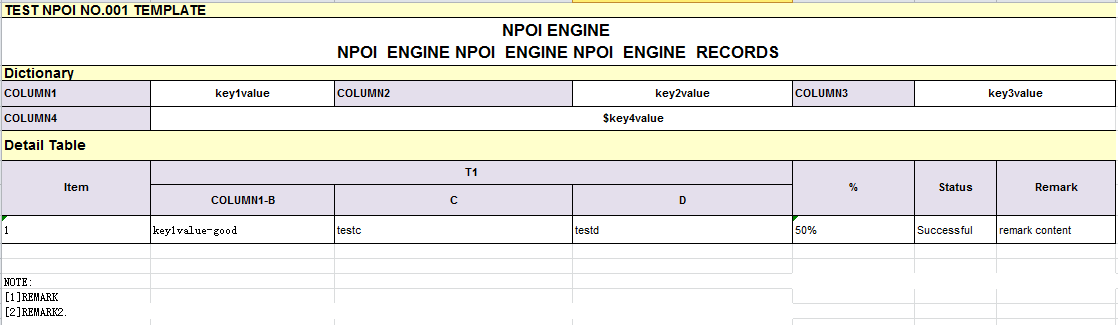 TEST NPOI NO.001 TEMPLATE
NPOI ENGINE
NPOI  ENGINE NPOI  ENGINE NPOI  ENGINE  RECORDS
Dictionary
COLUMN1 key1value COLUMN2 key2value COLUMN3 key3value
COLUMN4 $key4value
Detail Table
Item T1 % Status Remark
COLUMN1-B C D
1 key1value-good testc testd 50% Successful remark content
NOTE:
[1]REMARK
[2]REMARK2.